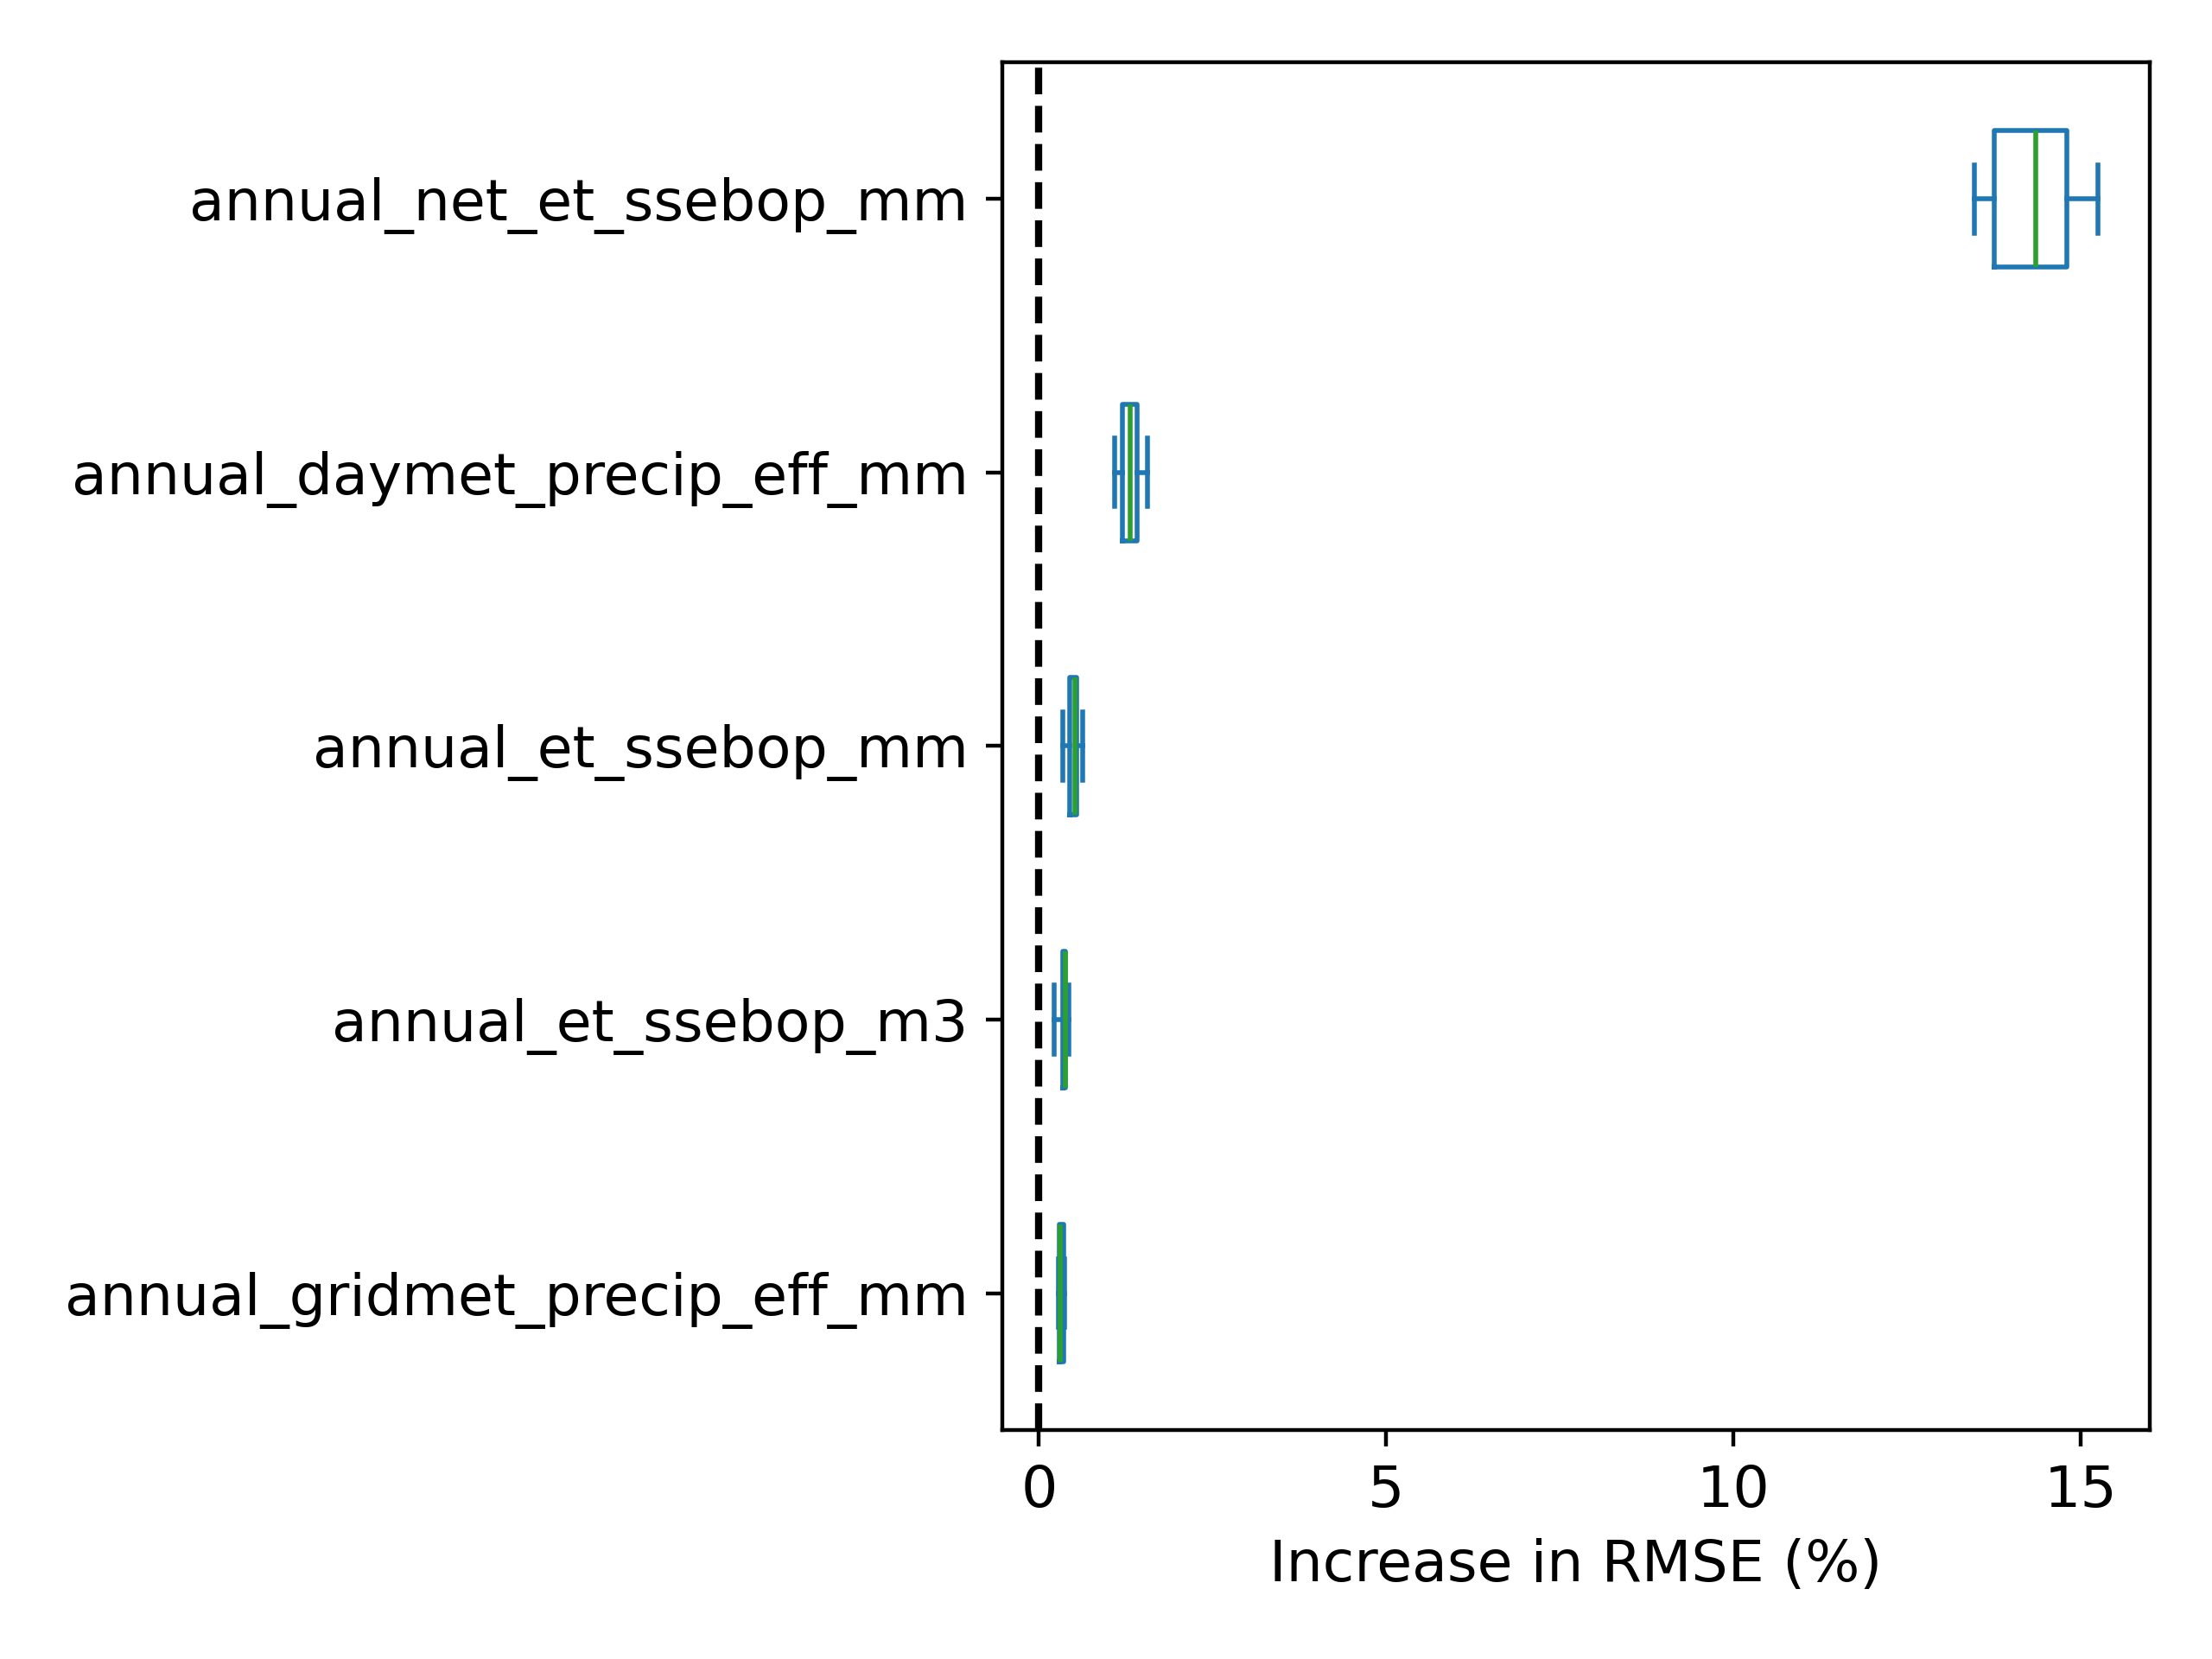 annual_net_et_ssebop_mm
annual_daymet_precip_eff_mm
annual_et_ssebop_mm
annual_et_ssebop_m3
annual_gridmet_precip_eff_mm
0 5 10 15
Increase in RMSE (%)